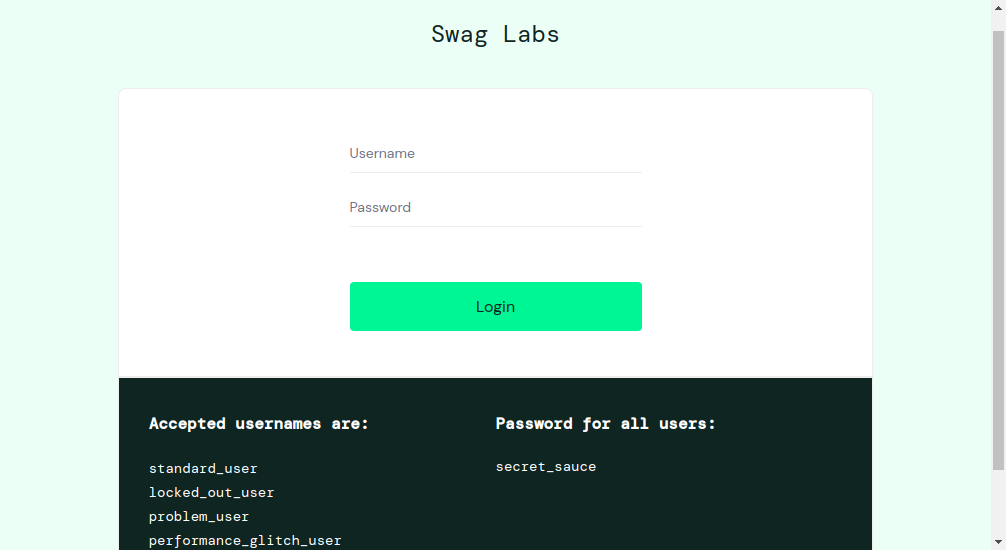 Swag Labs
Username
Password
Login
Accepted usernames are:
standard_user
locked_out_user
problem_user
performance_glitch_user
Password for all users:
secret_sauce